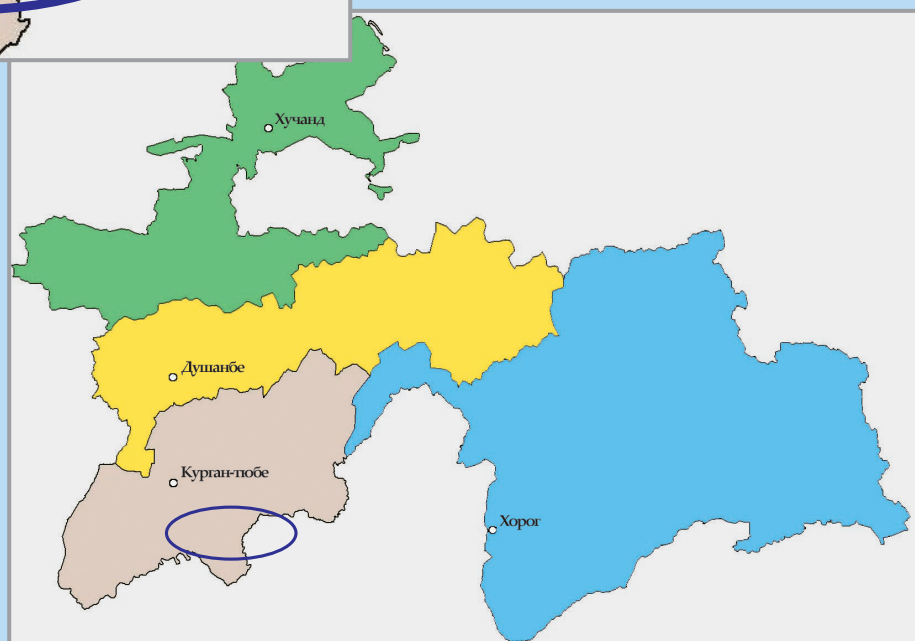 Хучанд
Душанбе
Курган-тюбе
Хорог